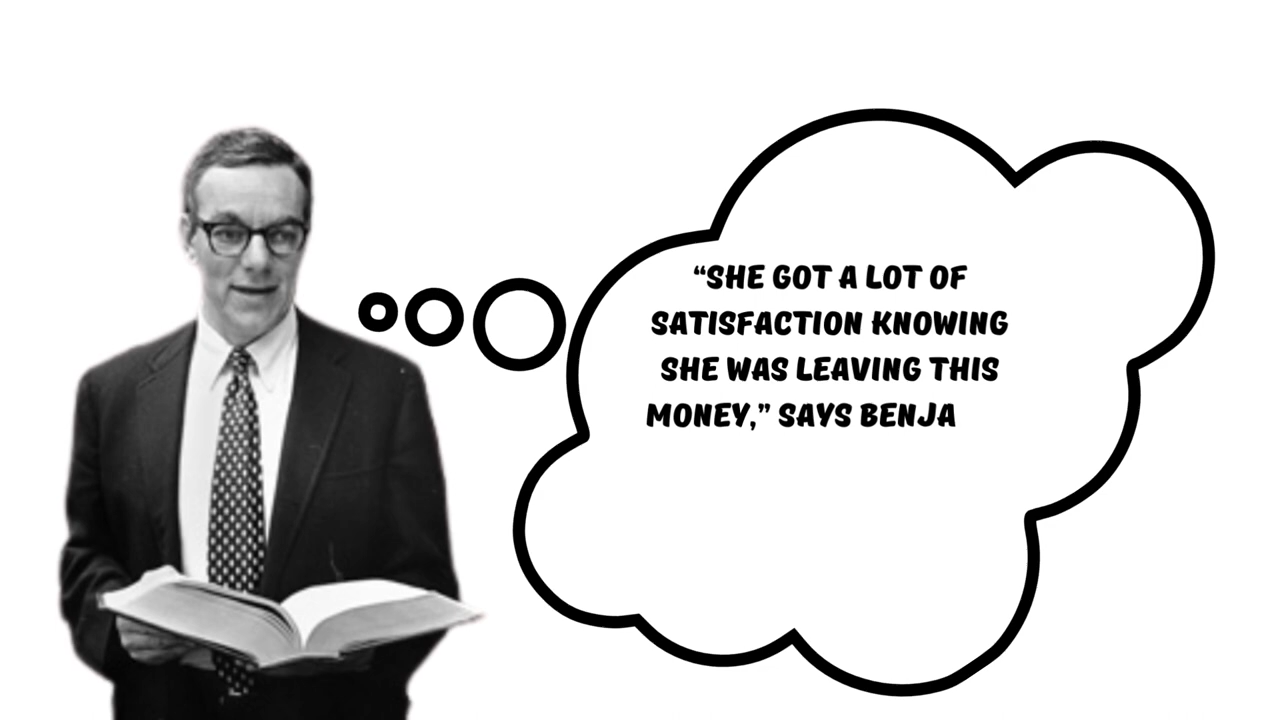 “SHE GOT A LOT OF
SATISFACTION KNOWING
SHE WAS LEAVING THIS
MONEY,” SAYS BENJA